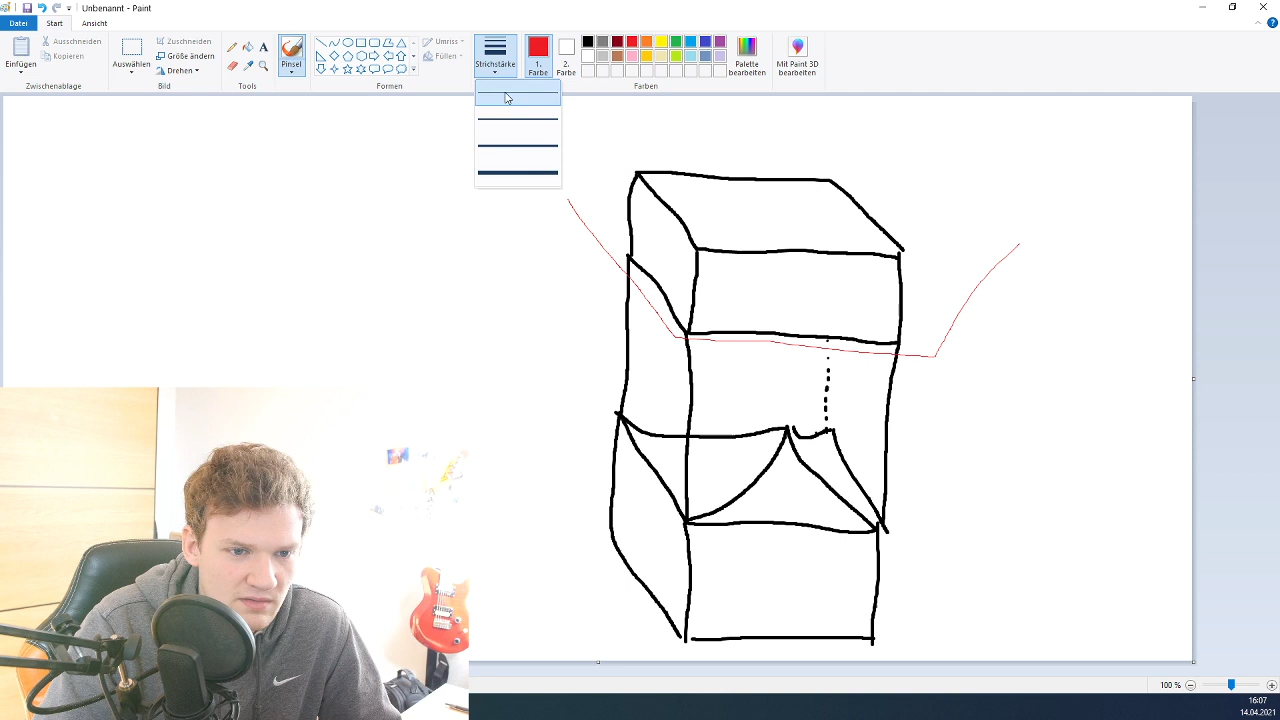 Unbenannt - Paint
Datei Start Ansicht
Einfügen
Ausschneiden
Kopieren
Zwischenablage
Auswählen
Zuschneiden
Größe ändern
Drehen
Bild
A
Tools
Pinsel
Formen
Umriss
Füllen
Strichstärke
1. Farbe
2. Farbe
Palette bearbeiten
Mit Paint 3D bearbeiten
Farben
100 %
16:07
14.04.2021